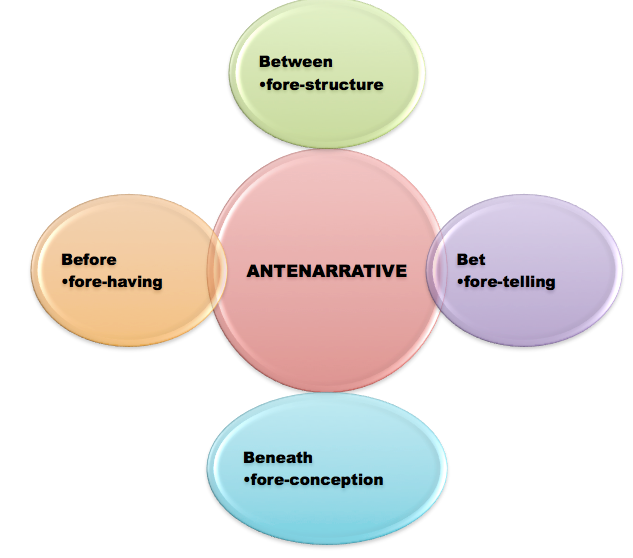 Between
•fore-structure
Before
•fore-having
ANTENARRATIVE
Bet
•fore-telling
Beneath
•fore-conception